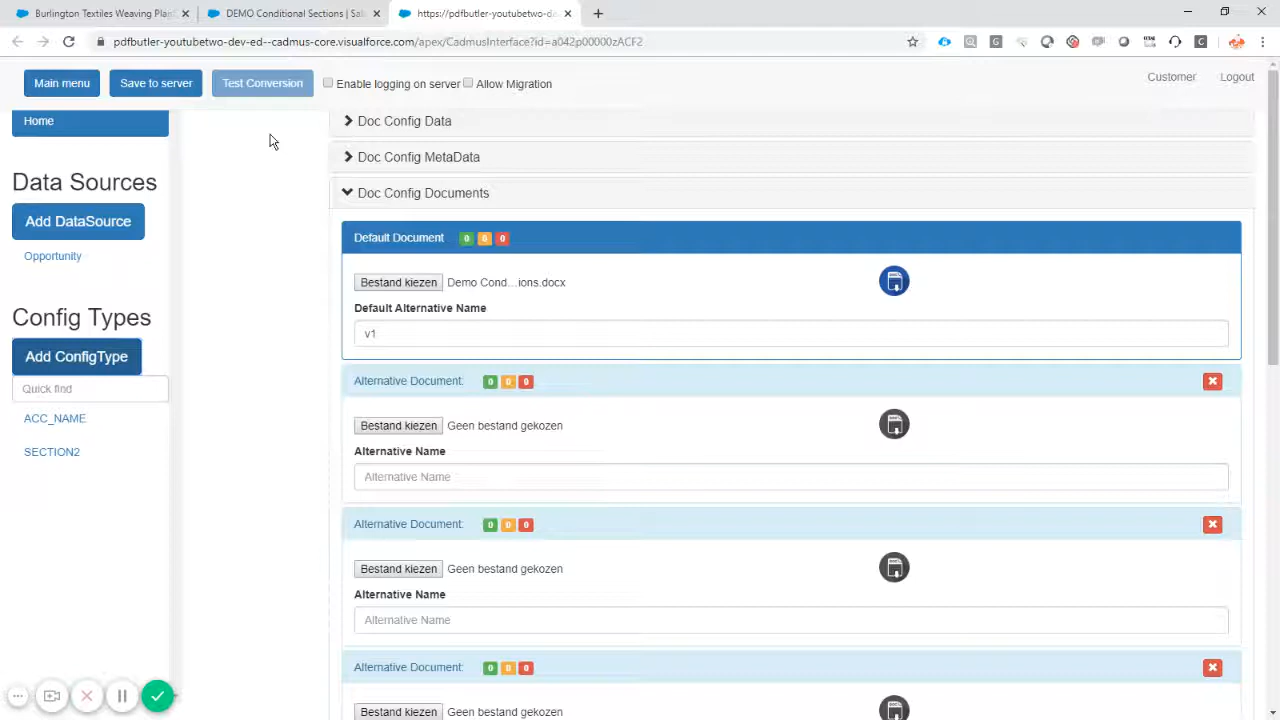 Burlington Textiles Weaving Plan
DEMO Conditional Sections | Sal
https://pdfbutler-youtubetwo-de
pdfbutler-youtubetwo-dev-ed--cadmus-core.visualforce.com/apex/CadmusInterface?id=a042p00000zACF2
Main menu
Save to server
Test Conversion
Enable logging on server
Allow Migration
Customer
Logout
Home
Doc Config Data
Doc Config MetaData
Doc Config Documents
Data Sources
Add DataSource
Opportunity
Config Types
Add ConfigType
Quick find
ACC_NAME
SECTION2
Default Document 0 0 0
Bestand kiezen Demo Cond...ions.docx
Default Alternative Name
v1
Alternative Document: 0 0 0
Bestand kiezen Geen bestand gekozen
Alternative Name
Alternative Name
Alternative Document: 0 0 0
Bestand kiezen Geen bestand gekozen
Alternative Name
Alternative Name
Alternative Document: 0 0 0
Bestand kiezen Geen bestand gekozen